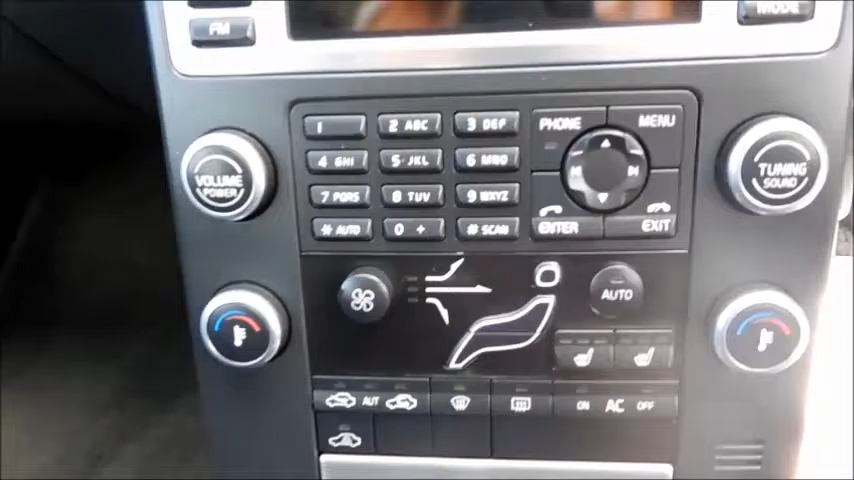 FM
MODE
1 2 ABC 3 DEF PHONE MENU
4 GHI 5 JKL 6 MNO
7 PQRS 8 TUV 9 WXYZ
* AUTO 0 + # SCAN ENTER EXIT
VOLUME
POWER
TUNING
SOUND
AUTO
AUT
ON AC OFF